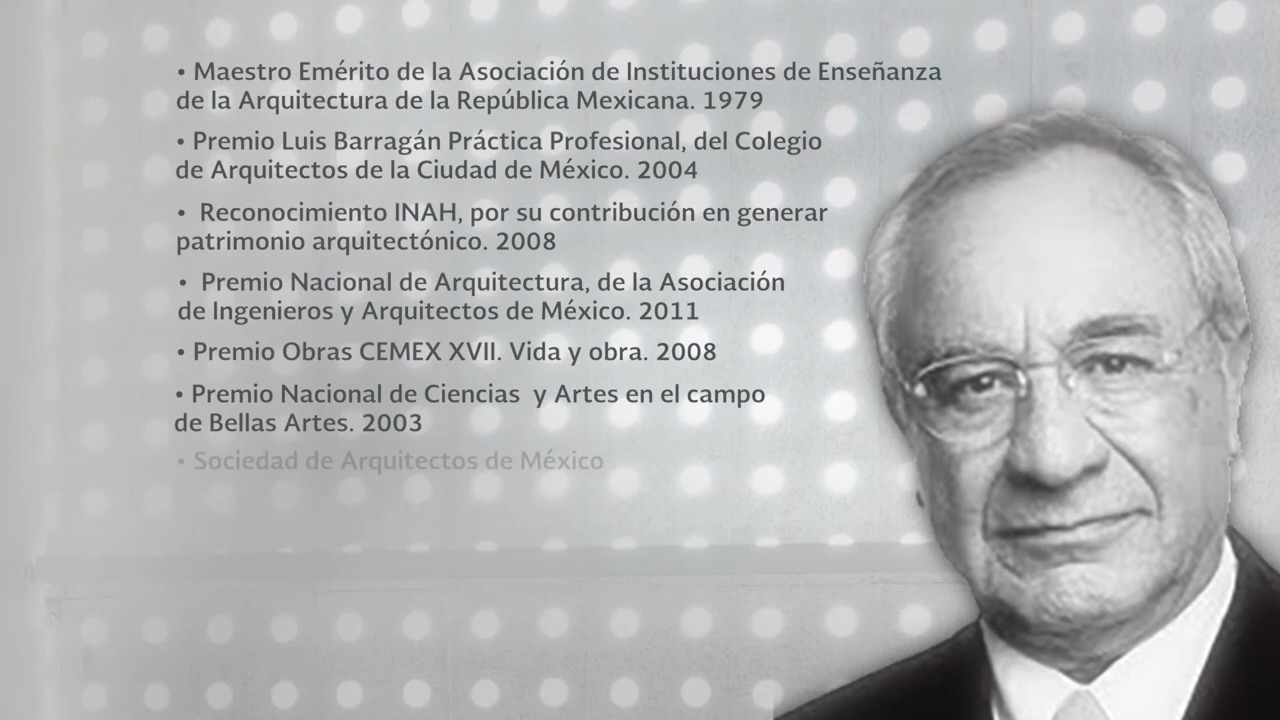 • Maestro Emérito de la Asociación de Instituciones de Enseñanza
de la Arquitectura de la República Mexicana. 1979
• Premio Luis Barragán Práctica Profesional, del Colegio
de Arquitectos de la Ciudad de México. 2004
• Reconocimiento INAH, por su contribución en generar
patrimonio arquitectónico. 2008
• Premio Nacional de Arquitectura, de la Asociación
de Ingenieros y Arquitectos de México. 2011
• Premio Obras CEMEX XVII. Vida y obra. 2008
• Premio Nacional de Ciencias y Artes en el campo
de Bellas Artes. 2003
• Sociedad de Arquitectos de México